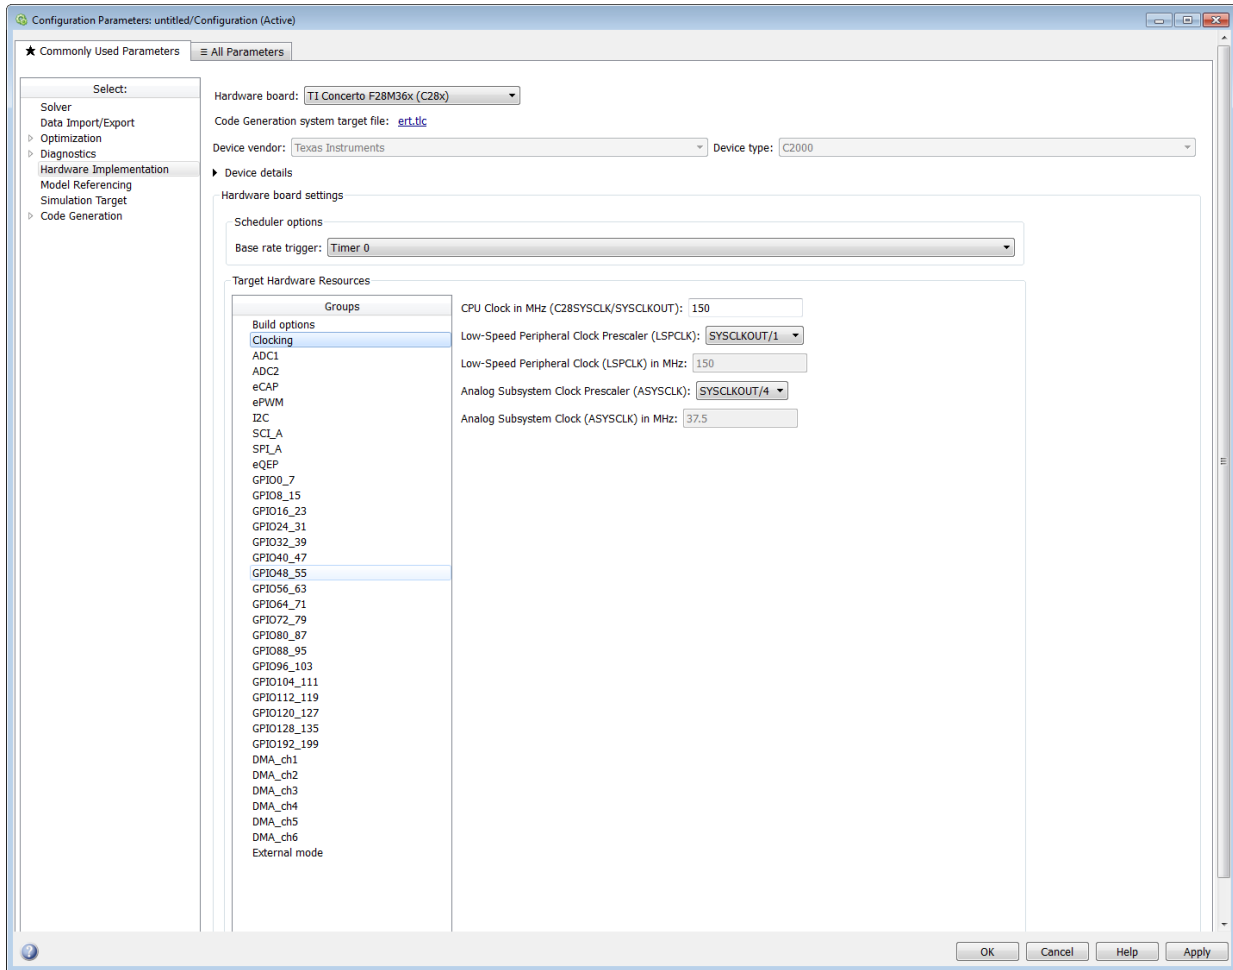 Configuration Parameters: untitled/Configuration (Active)
★ Commonly Used Parameters
≡ All Parameters
Select:
Solver
Data Import/Export
Optimization
Diagnostics
Hardware Implementation
Model Referencing
Simulation Target
Code Generation
Hardware board: TI Concerto F28M36x (C28x)
Code Generation system target file: ert.tlc
Device vendor: Texas Instruments Device type: C2000
Device details
Hardware board settings
Scheduler options
Base rate trigger: Timer 0
Target Hardware Resources
Groups
Build options
Clocking
ADC1
ADC2
eCAP
ePWM
I2C
SCI_A
SPI_A
eQEP
GPIO0_7
GPIO8_15
GPIO16_23
GPIO24_31
GPIO32_39
GPIO40_47
GPIO48_55
GPIO56_63
GPIO64_71
GPIO72_79
GPIO80_87
GPIO88_95
GPIO96_103
GPIO104_111
GPIO112_119
GPIO120_127
GPIO128_135
GPIO192_199
DMA_ch1
DMA_ch2
DMA_ch3
DMA_ch4
DMA_ch5
DMA_ch6
External mode
CPU Clock in MHz (C28SYSCLK/SYSCLKOUT): 150
Low-Speed Peripheral Clock Prescaler (LSPCLK): SYSCLKOUT/1
Low-Speed Peripheral Clock (LSPCLK) in MHz: 150
Analog Subsystem Clock Prescaler (ASYSCLK): SYSCLKOUT/4
Analog Subsystem Clock (ASYSCLK) in MHz: 37.5
OK
Cancel
Help
Apply